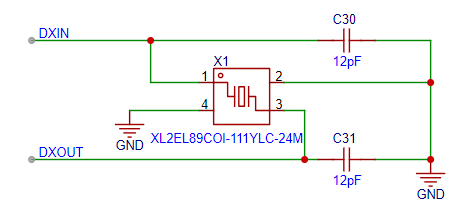 DXIN
C30
12pF
X1
1
2
4
3
GND
XL2EL89COI-111YLC-24M
DXOUT
C31
12pF
GND